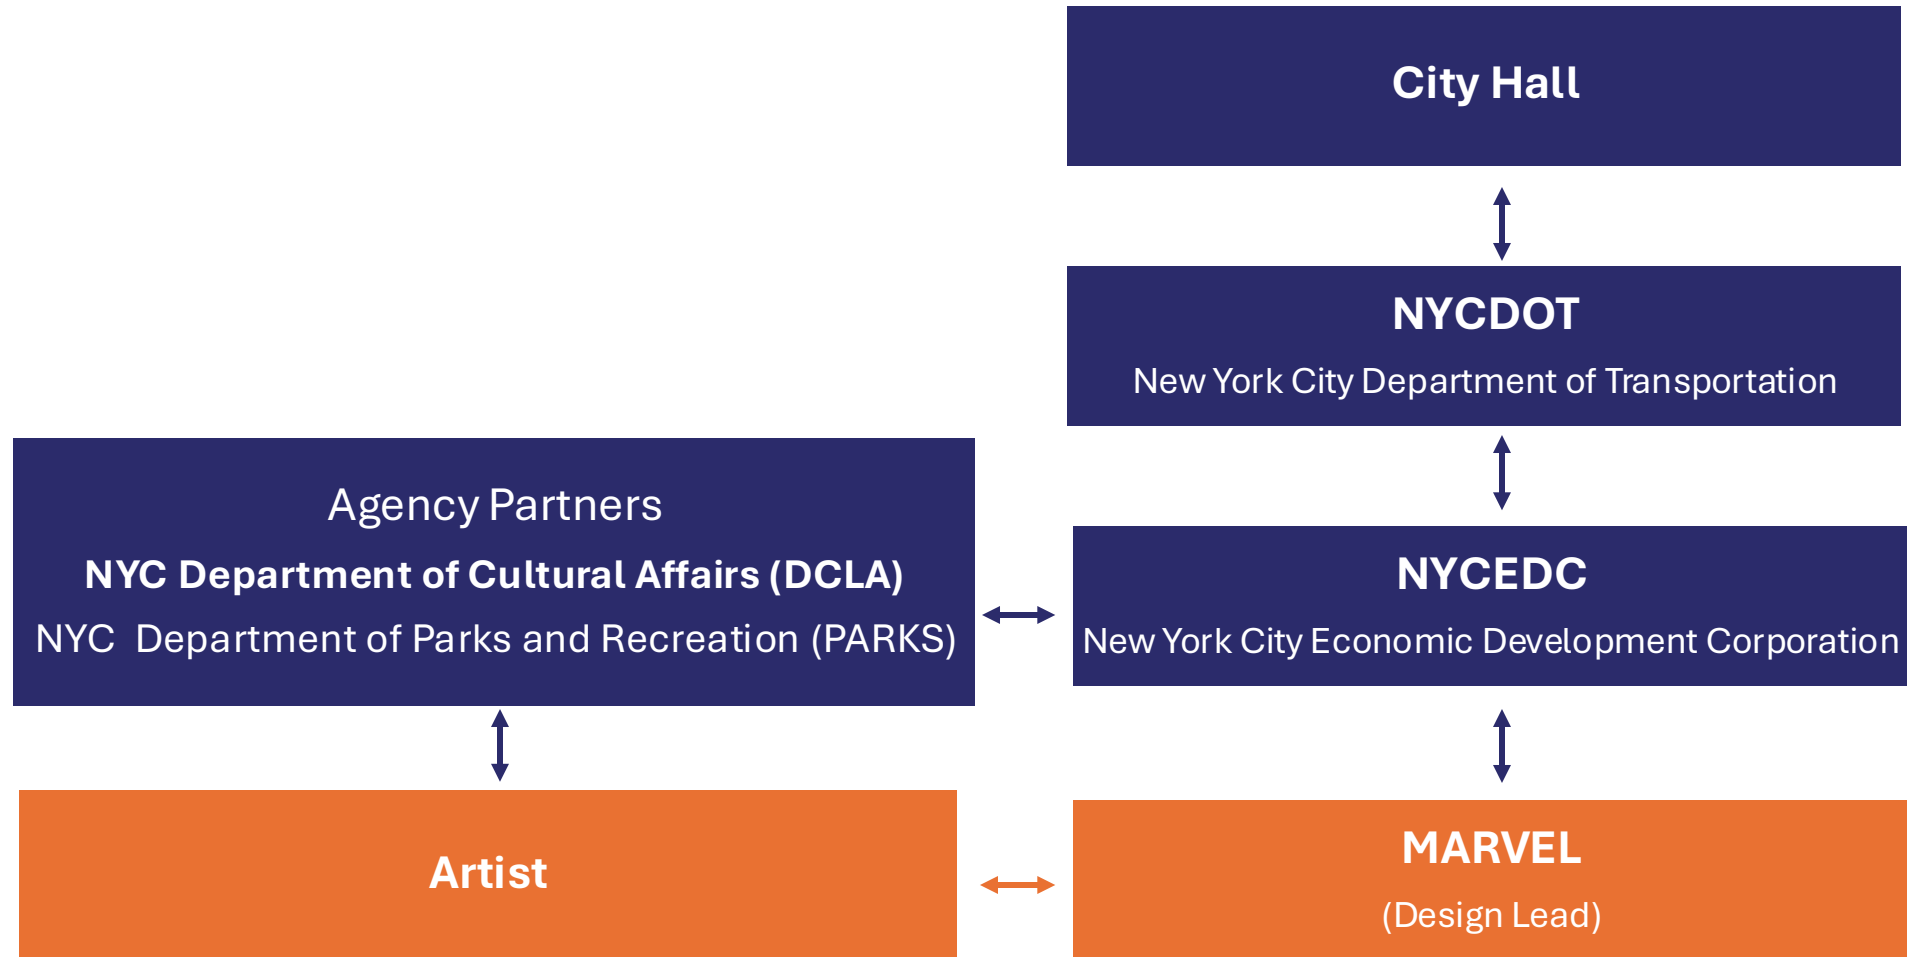 City Hall
NYCDOT
New York City Department of Transportation
Agency Partners
NYC Department of Cultural Affairs (DCLA)
NYC  Department of Parks and Recreation (PARKS)
NYCEDC
New York City Economic Development Corporation
Artist
MARVEL
(Design Lead)